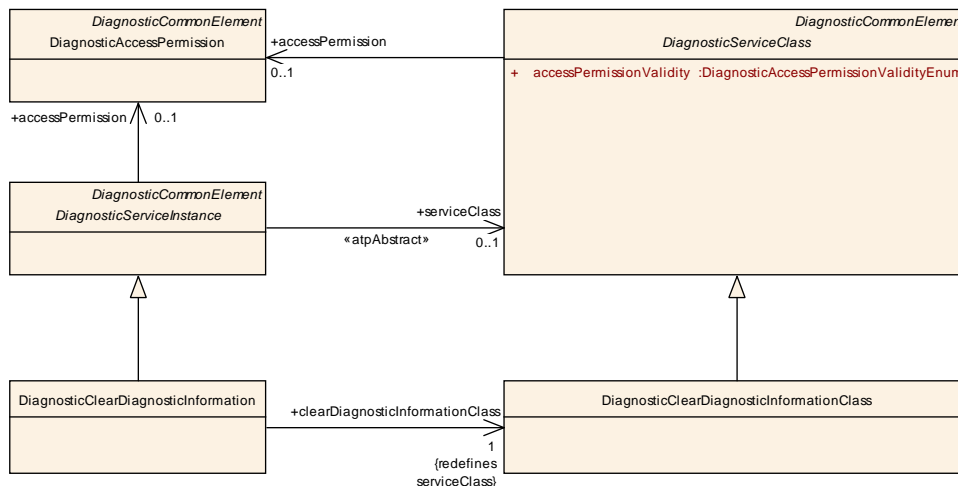 DiagnosticCommonElement
DiagnosticAccessPermission
+accessPermission
0..1
DiagnosticCommonElemen
DiagnosticServiceClass
+ accessPermissionValidity :DiagnosticAccessPermissionValidityEnum
+accessPermission
0..1
DiagnosticCommonElement
DiagnosticServiceInstance
+serviceClass
«atpAbstract»
0..1
DiagnosticClearDiagnosticInformation
+clearDiagnosticInformationClass
1
{redefines
serviceClass}
DiagnosticClearDiagnosticInformationClass